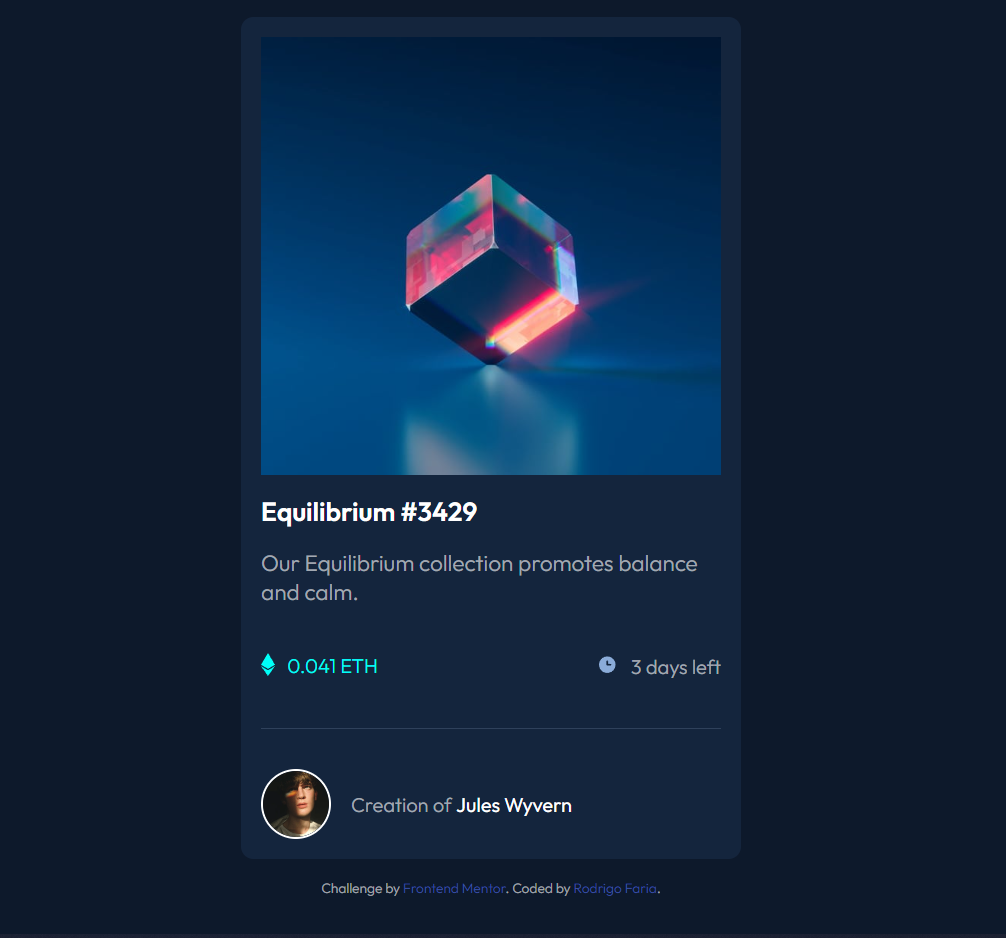 Equilibrium #3429
Our Equilibrium collection promotes balance
and calm.
0.041 ETH
3 days left
Creation of Jules Wyvern
Challenge by Frontend Mentor. Coded by Rodrigo Faria.